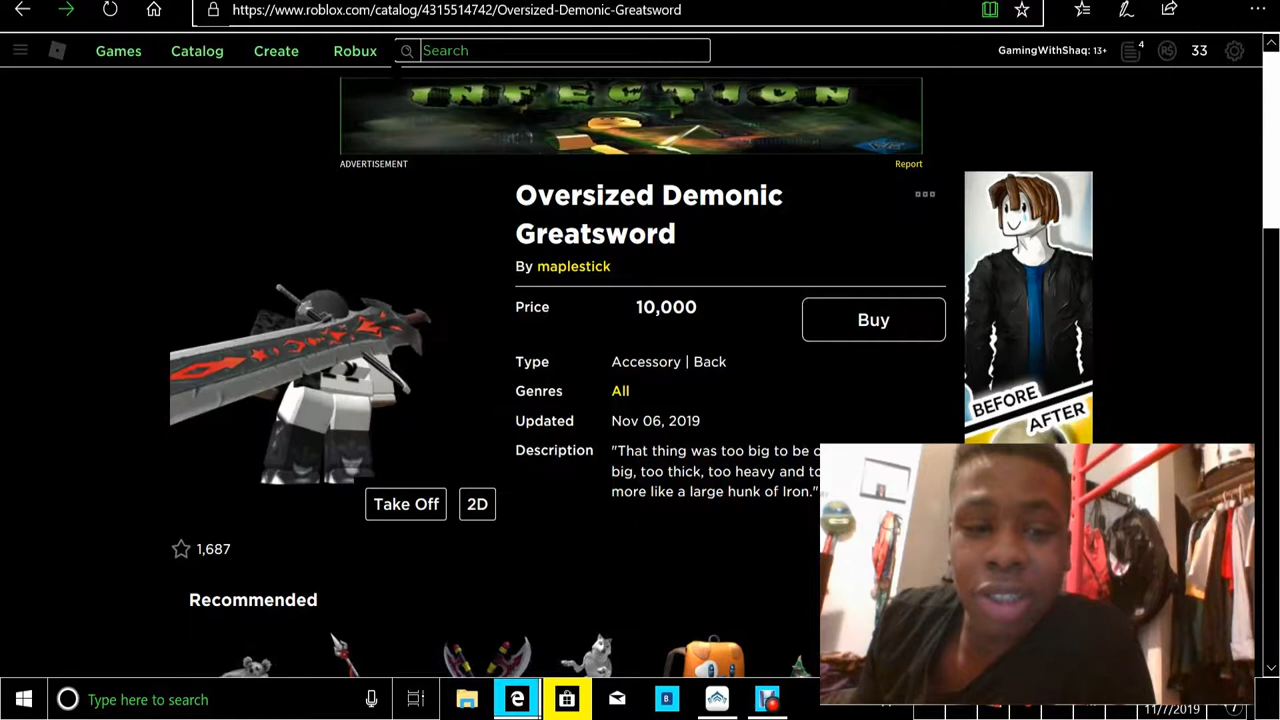 https://www.roblox.com/catalog/4315514742/Oversized-Demonic-Greatsword
Games Catalog Create Robux Search GamingWithShaq: 13+ 4 33
INFECTION
ADVERTISEMENT Report
Oversized Demonic
Greatsword
By maplestick
Price 10,000 Buy
Type Accessory | Back
Genres All
Updated Nov 06, 2019
Description "That thing was too big to be
big, too thick, too heavy and
more like a large hunk of Iron."
BEFORE
AFTER
Take Off 2D
1,687
Recommended
Type here to search
11/7/2019